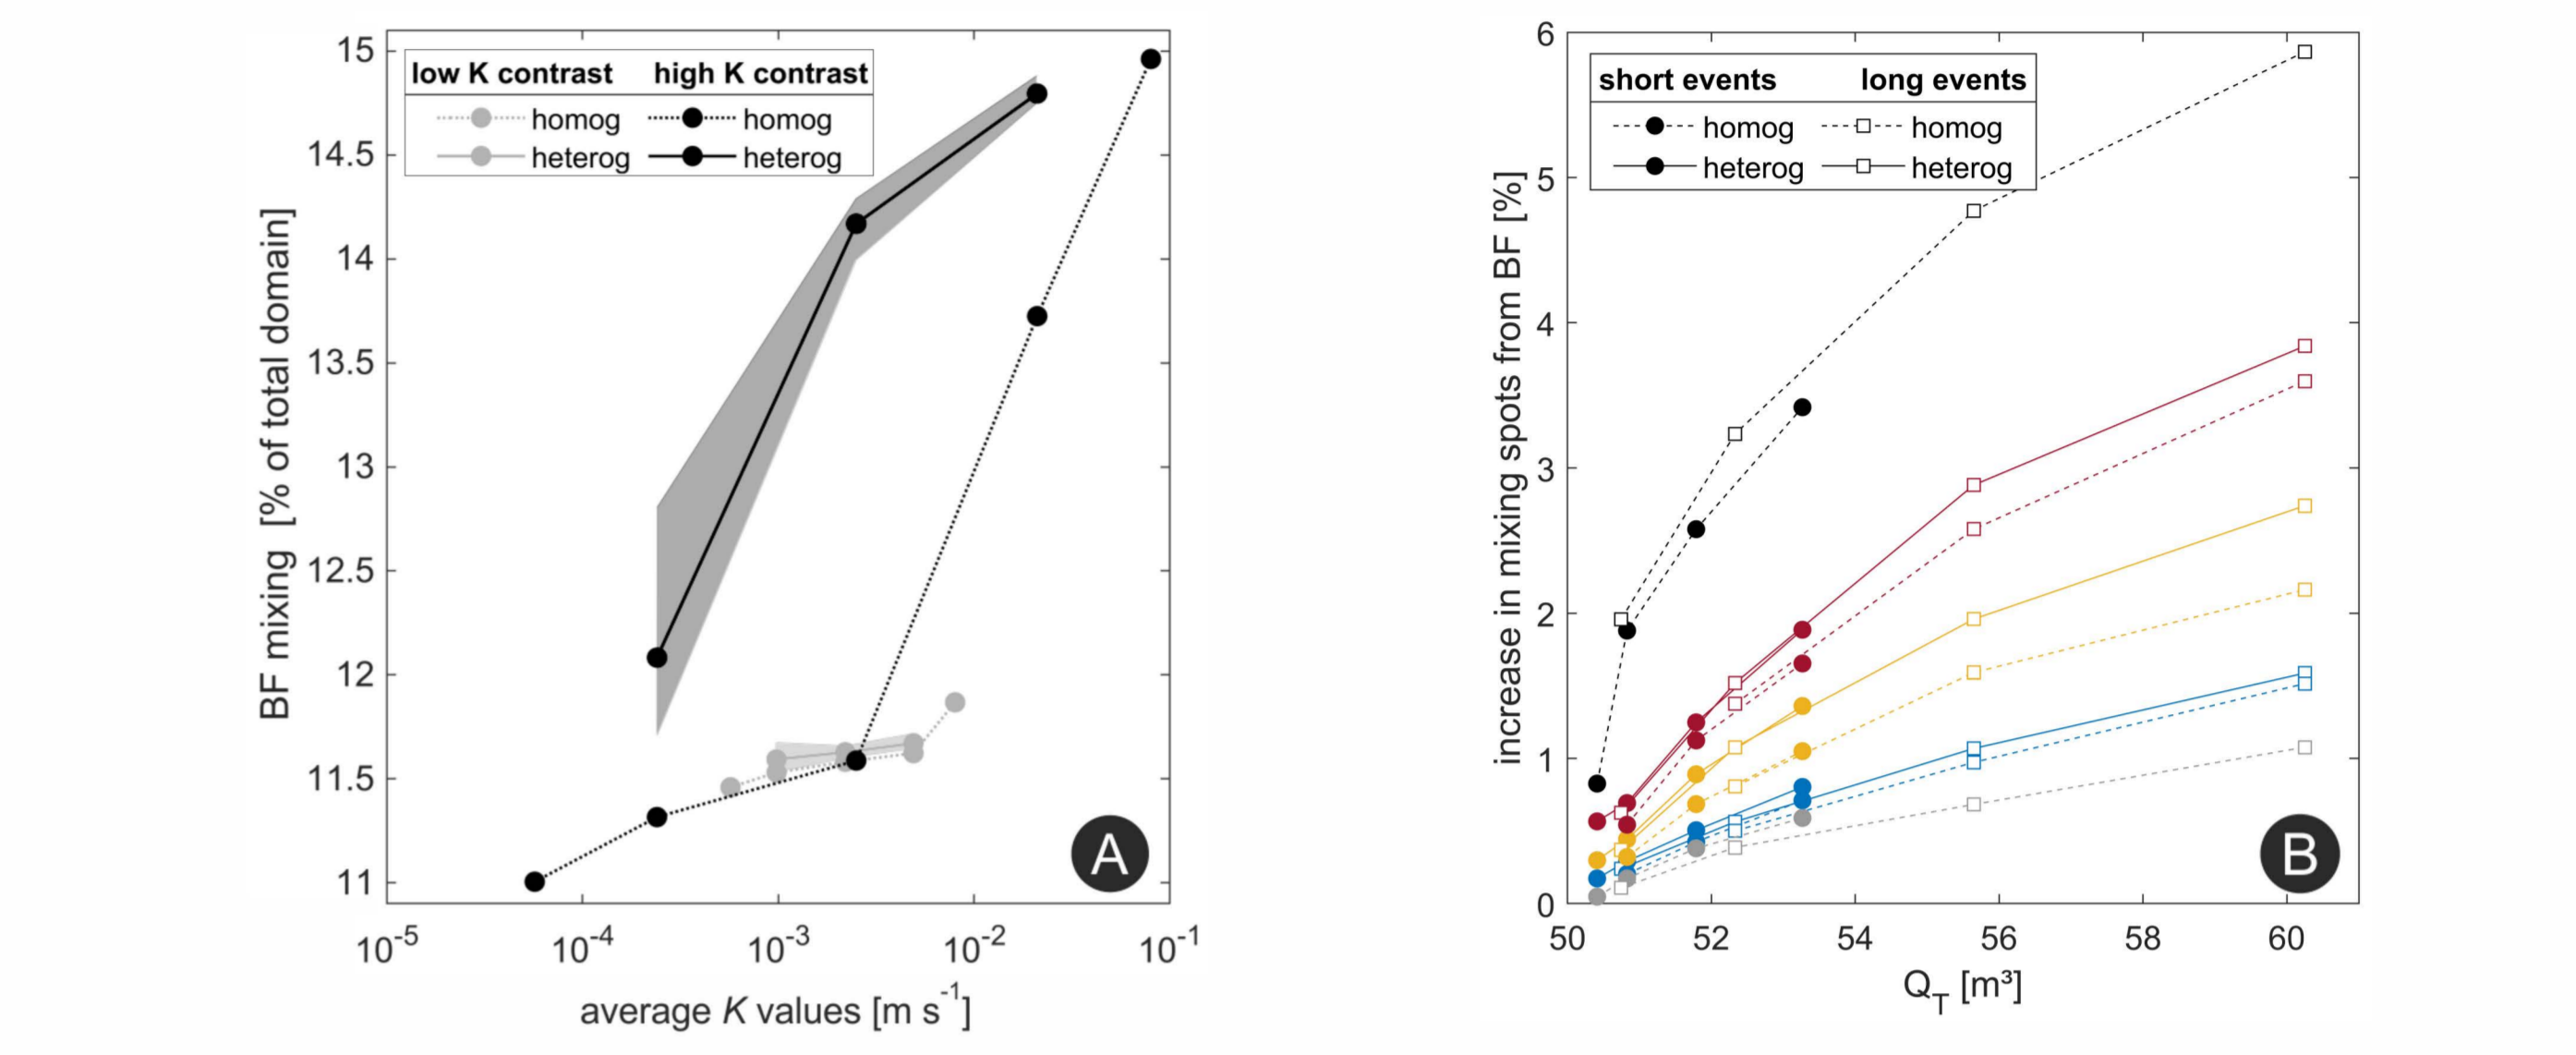 low K contrast high K contrast
homog homog
heterog heterog
15
14.5
14
13.5
13
12.5
12
11.5
11
BF mixing [% of total domain]
10-5 10-4 10-3 10-2 10-1
average K values [m s-1]
A
short events long events
homog homog
heterog heterog
6
5
4
3
2
1
0
increase in mixing spots from BF [%]
50 52 54 56 58 60
QT [m³]
B